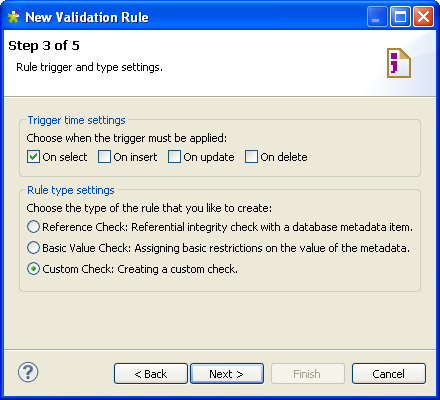 New Validation Rule
Step 3 of 5
Rule trigger and type settings.
Trigger time settings
Choose when the trigger must be applied:
On select On insert On update On delete
Rule type settings
Choose the type of the rule that you like to create:
Reference Check: Referential integrity check with a database metadata item.
Basic Value Check: Assigning basic restrictions on the value of the metadata.
Custom Check: Creating a custom check.
? < Back Next > Finish Cancel